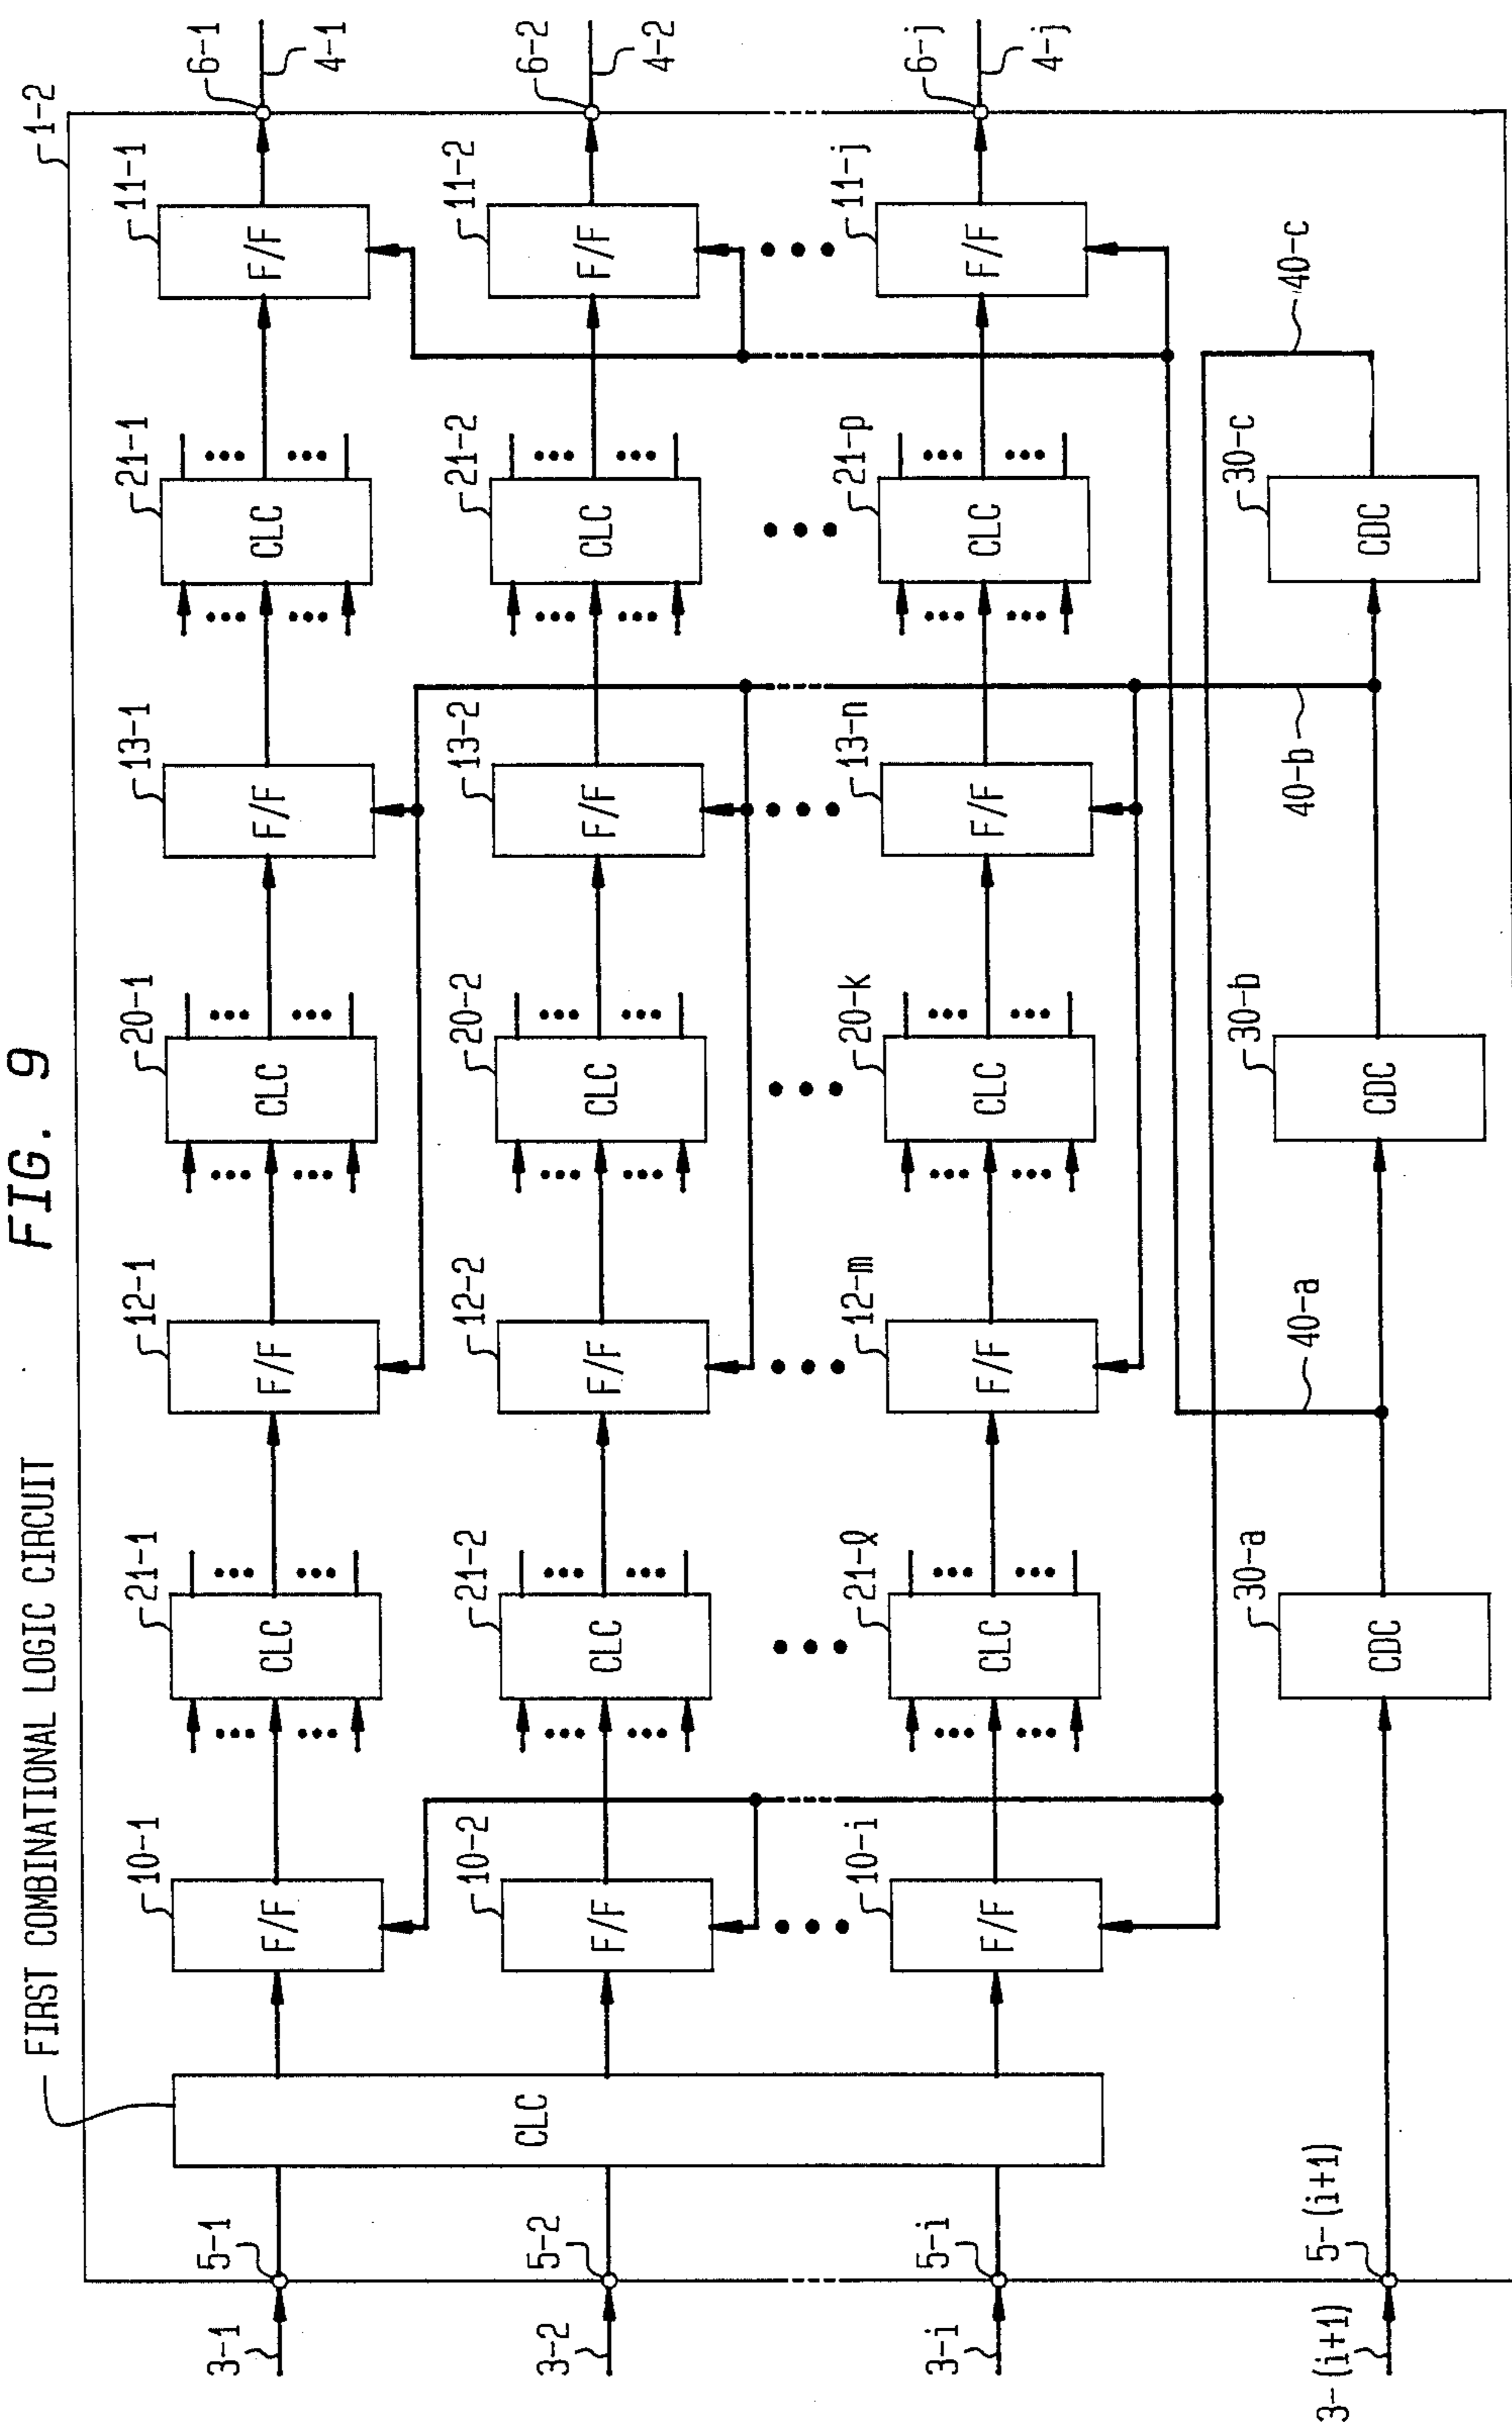 FIG. 9
FIRST COMBINATIONAL LOGIC CIRCUIT
1-2
3-1
5-1
10-1
F/F
21-1
CLC
12-1
F/F
20-1
CLC
13-1
F/F
21-1
CLC
11-1
F/F
6-1
4-1
CLC
3-2
5-2
10-2
F/F
21-2
CLC
12-2
F/F
20-2
CLC
13-2
F/F
21-2
CLC
11-2
F/F
6-2
4-2
3-i
5-i
10-i
F/F
21-ℓ
CLC
12-m
F/F
20-k
CLC
13-n
F/F
21-p
CLC
11-j
F/F
6-j
4-j
3-(i+1)
5-(i+1)
30-a
CDC
40-a
30-b
CDC
40-b
30-c
CDC
40-c